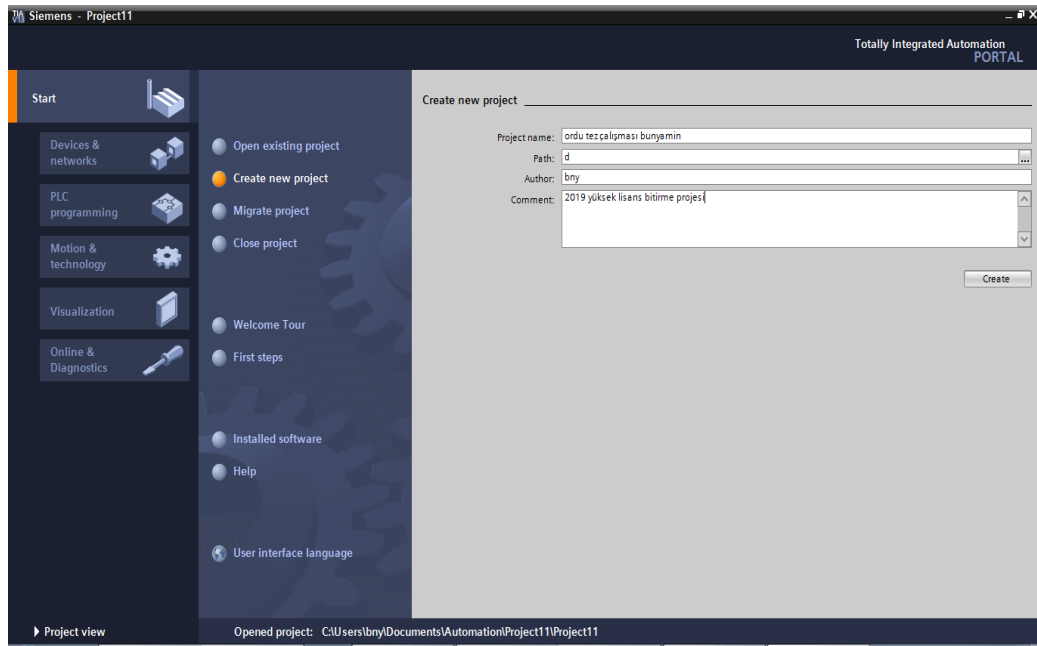 TIA V13 Siemens - Project11
Totally Integrated Automation
PORTAL
Start
Devices &
networks
PLC
programming
Motion &
technology
Visualization
Online &
Diagnostics
Open existing project
Create new project
Migrate project
Close project
Welcome Tour
First steps
Installed software
Help
User interface language
Create new project
Project name: ordu tez çalışması bunyamin
Path: d
...
Author: bny
Comment: 2019 yüksek lisans bitirme projesi
Create
Project view
Opened project: C:\Users\bny\Documents\Automation\Project11\Project11